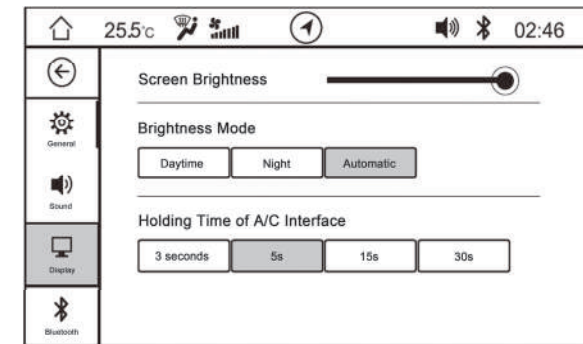 25.5°C 02:46
Screen Brightness
General
Brightness Mode
Daytime Night Automatic
Sound
Holding Time of A/C Interface
3 seconds 5s 15s 30s
Display
Bluetooth